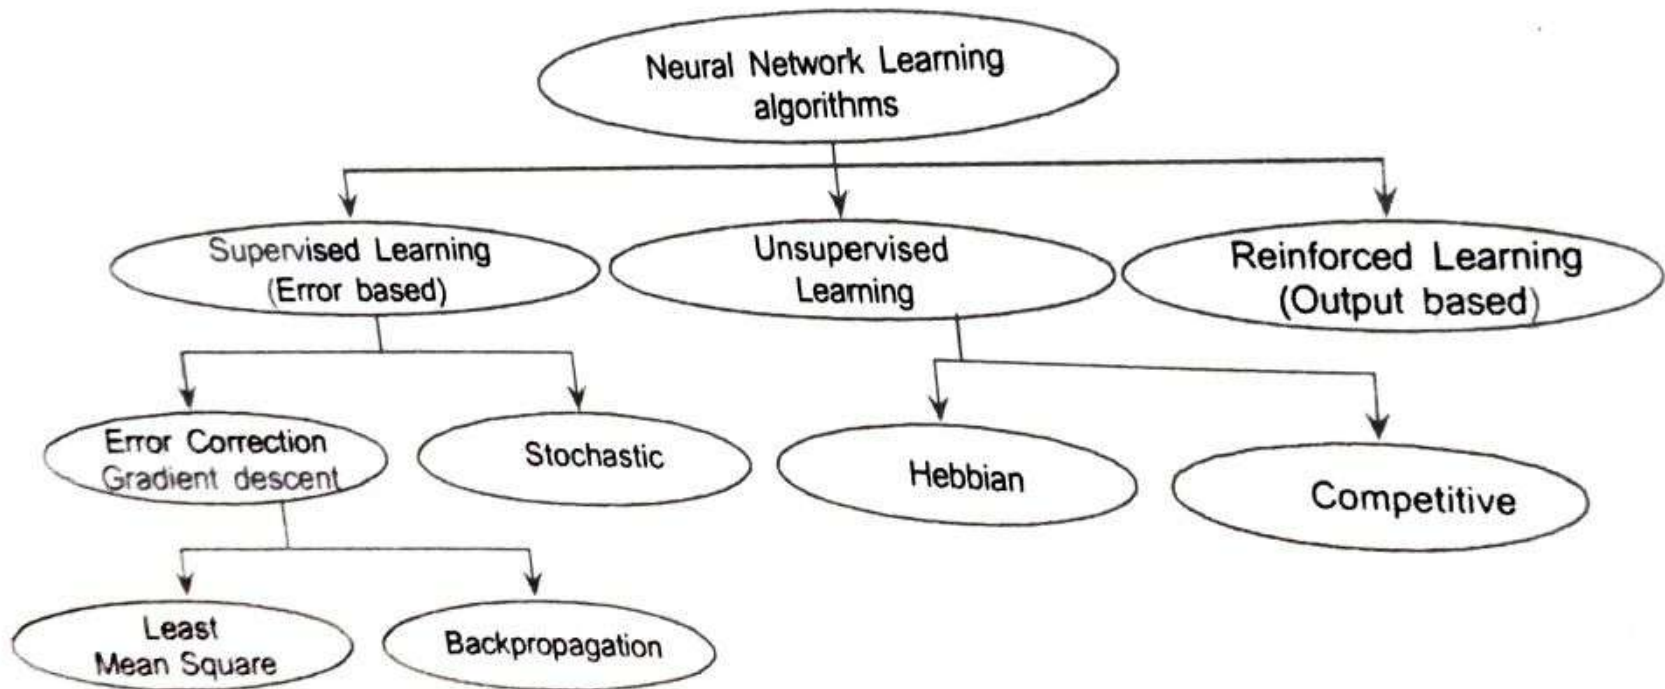 Neural Network Learning
algorithms
Supervised Learning
(Error based)
Unsupervised
Learning
Reinforced Learning
(Output based)
Error Correction
Gradient descent
Stochastic
Hebbian
Competitive
Least
Mean Square
Backpropagation